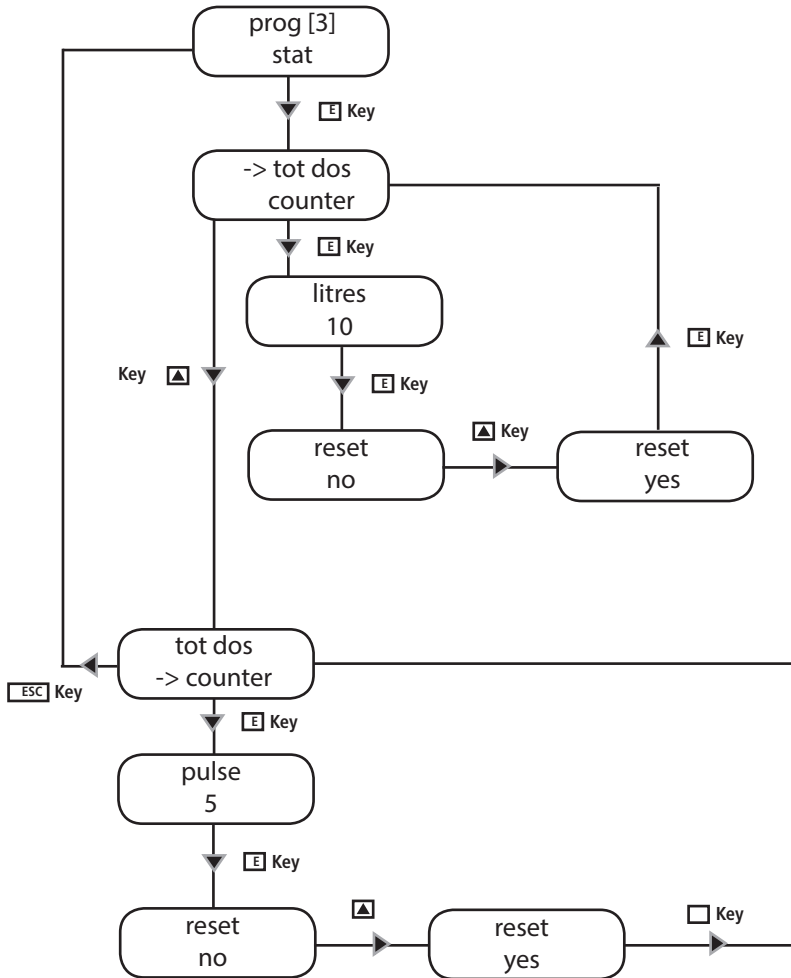 prog [3]
stat
E Key
-> tot dos
counter
E Key
litres
10
E Key
Key
E Key
reset
no
Key
reset
yes
tot dos
-> counter
ESC Key
E Key
pulse
5
E Key
reset
no
reset
yes
Key